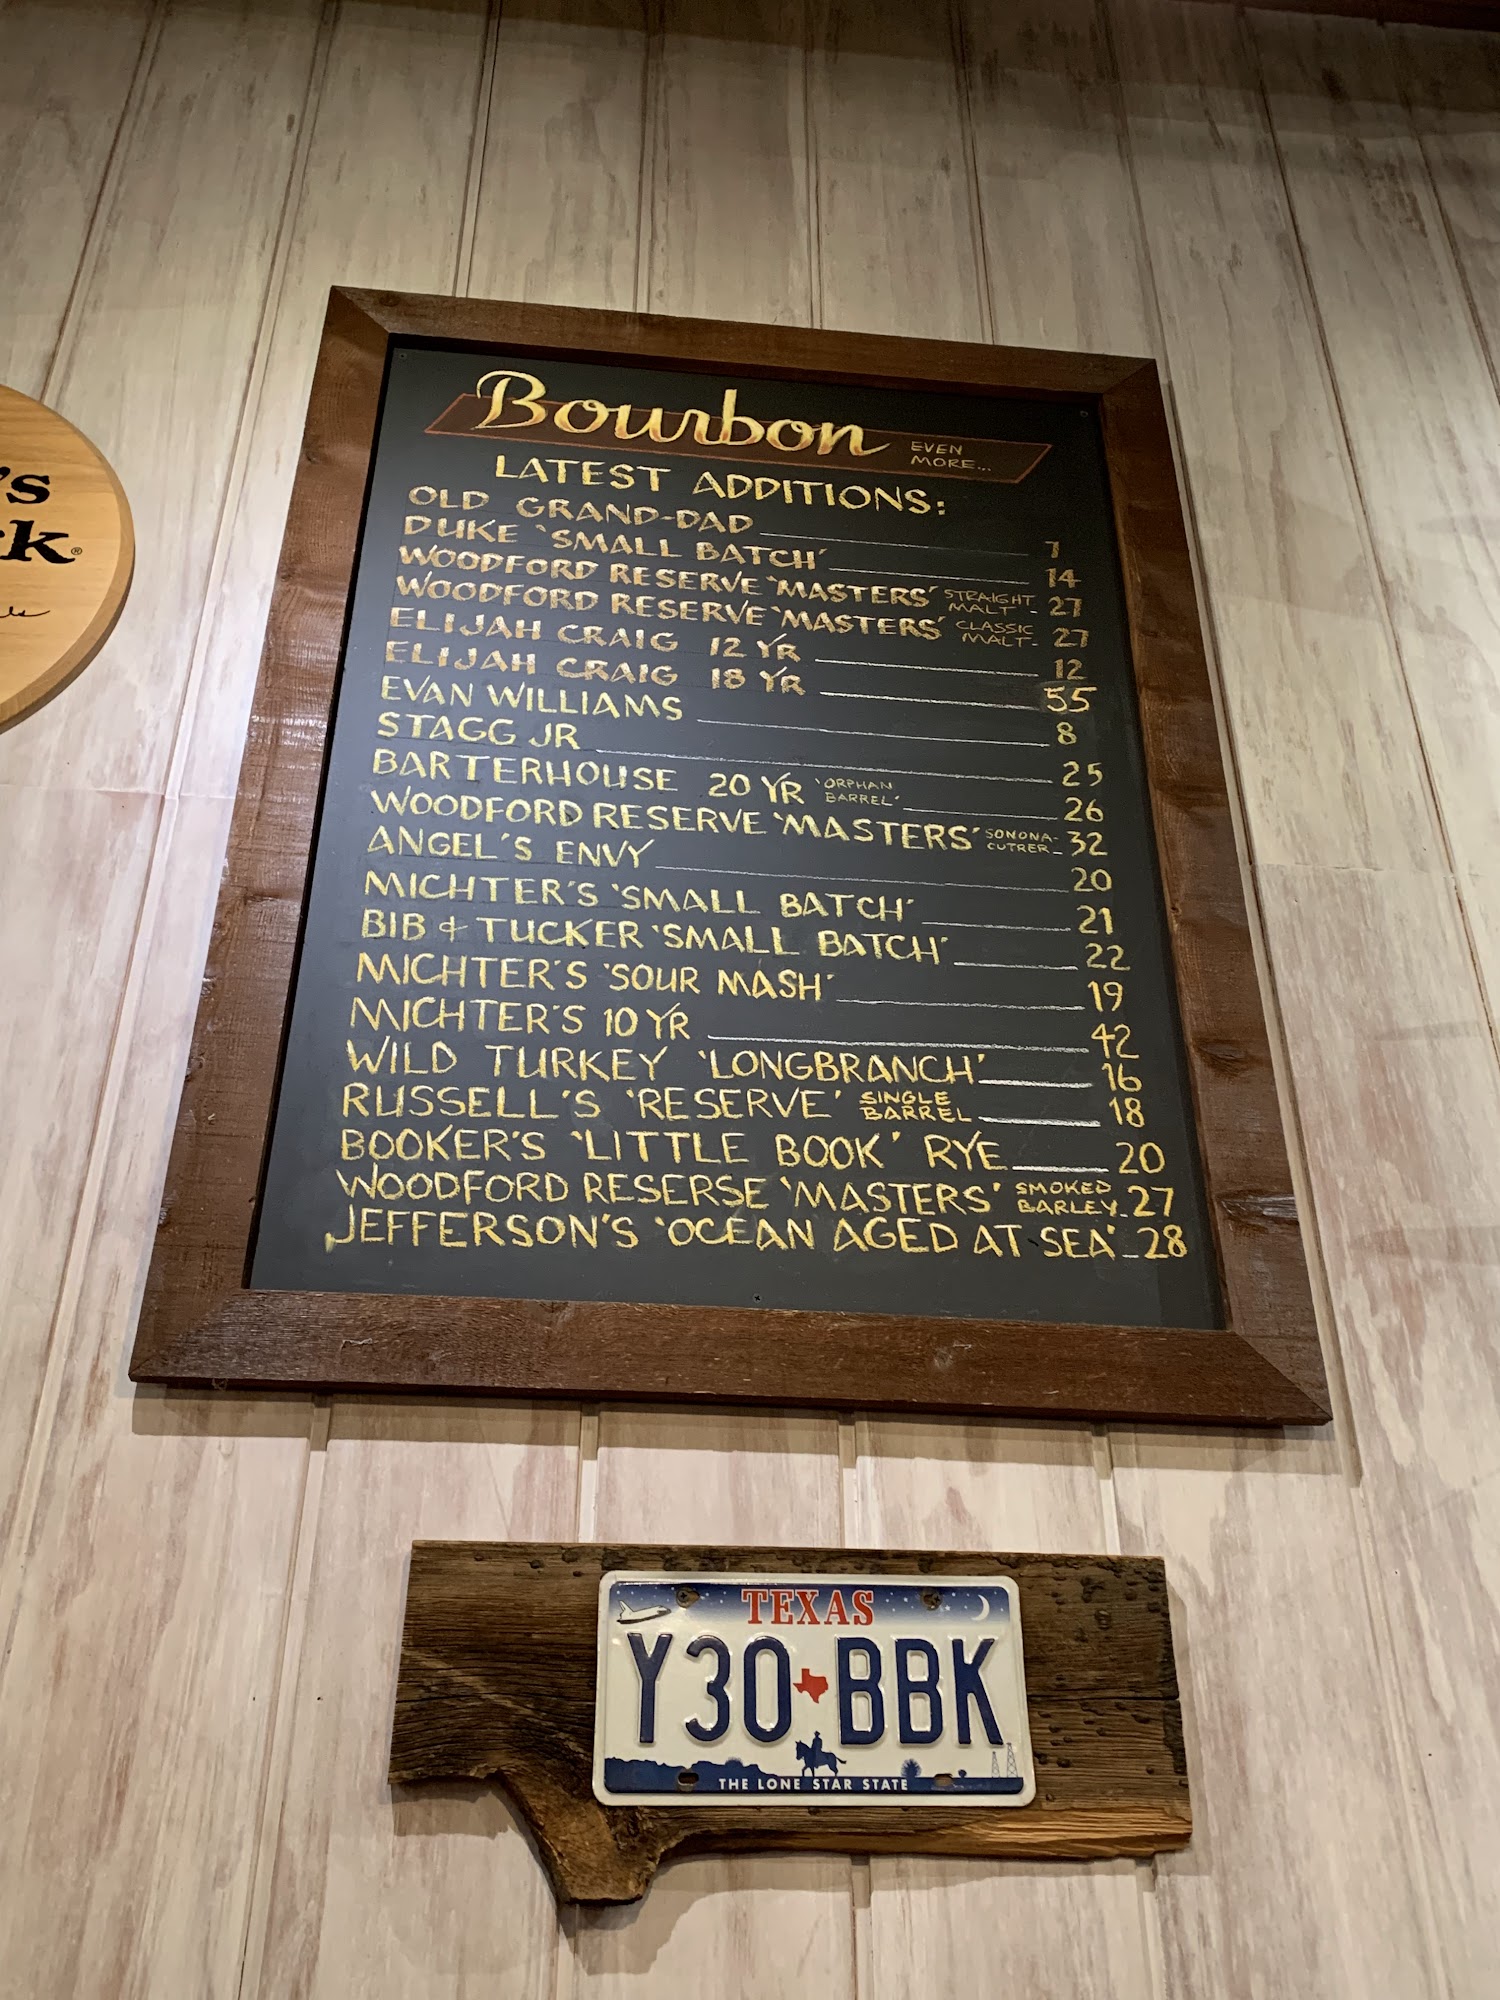 Bourbon EVEN MORE...
LATEST ADDITIONS:
OLD GRAND-DAD 7
DUKE 'SMALL BATCH' 14
WOODFORD RESERVE 'MASTERS' STRAIGHT MALT - 27
WOODFORD RESERVE 'MASTERS' CLASSIC MALT - 27
ELIJAH CRAIG 12 YR 12
ELIJAH CRAIG 18 YR 55
EVAN WILLIAMS 8
STAGG JR 25
BARTERHOUSE 20 YR 'ORPHAN BARREL' 26
WOODFORD RESERVE 'MASTERS' SONONA-CUTRER - 32
ANGEL'S ENVY 20
MICHTER'S 'SMALL BATCH' 21
BIB & TUCKER 'SMALL BATCH' 22
MICHTER'S 'SOUR MASH' 19
MICHTER'S 10 YR 42
WILD TURKEY 'LONGBRANCH' 16
RUSSELL'S 'RESERVE' SINGLE BARREL 18
BOOKER'S 'LITTLE BOOK' RYE 20
WOODFORD RESERSE 'MASTERS' SMOKED BARLEY - 27
JEFFERSON'S 'OCEAN AGED AT SEA' - 28
TEXAS
Y30 BBK
THE LONE STAR STATE